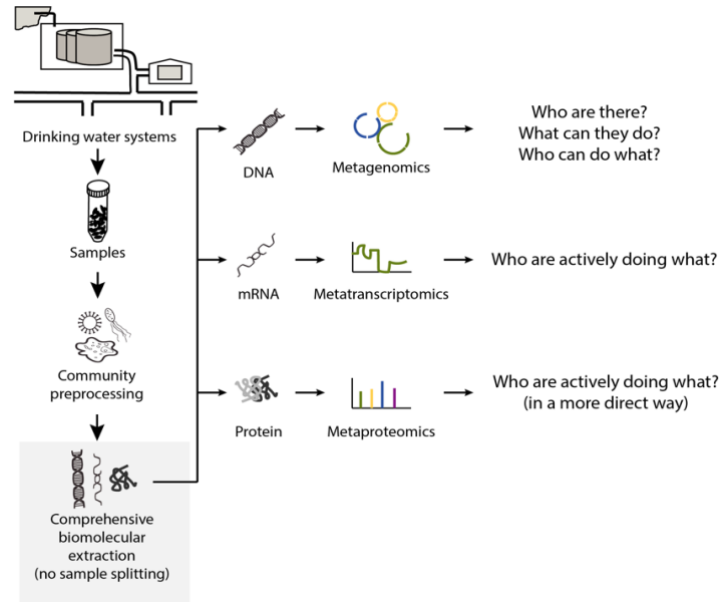 Drinking water systems
Samples
Community
preprocessing
Comprehensive
biomolecular
extraction
(no sample splitting)
DNA
Metagenomics
Who are there?
What can they do?
Who can do what?
mRNA
Metatranscriptomics
Who are actively doing what?
Protein
Metaproteomics
Who are actively doing what?
(in a more direct way)